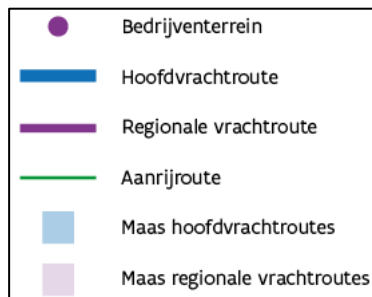 Bedrijventerrein
Hoofdvrachtroute
Regionale vrachtroute
Aanrijroute
Maas hoofdvrachtroutes
Maas regionale vrachtroutes